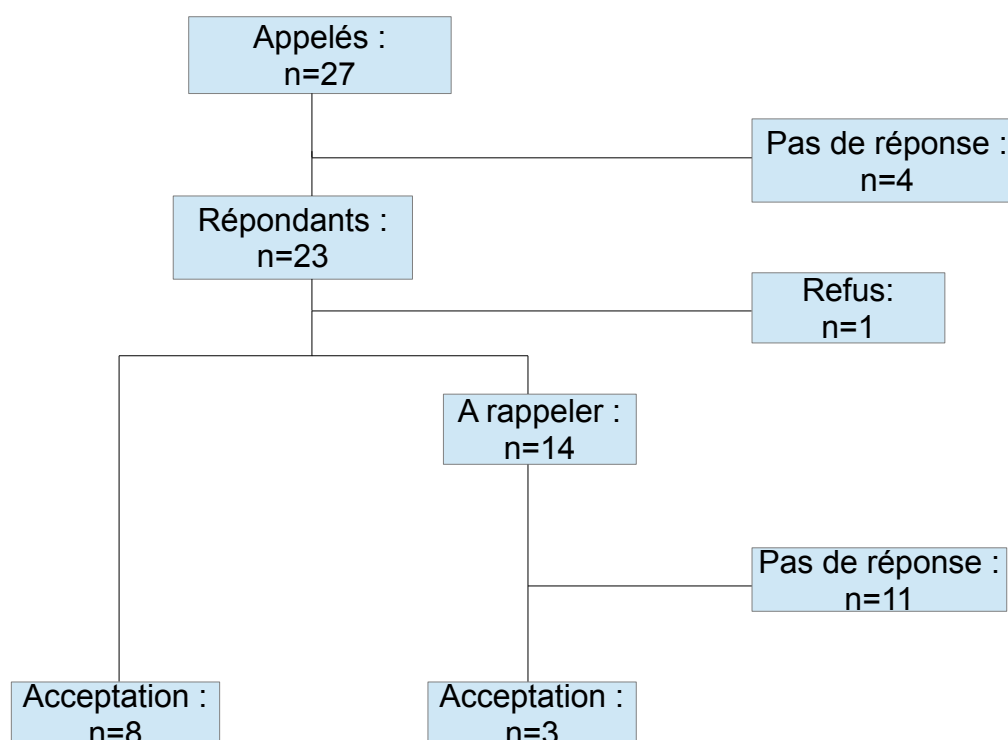 Appelés :
n=27
Pas de réponse :
n=4
Répondants :
n=23
Refus:
n=1
A rappeler :
n=14
Pas de réponse :
n=11
Acceptation :
n=8
Acceptation :
n=3